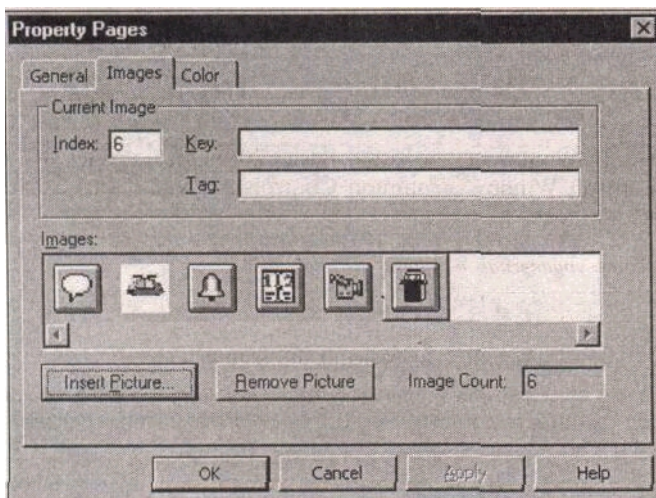 Property Pages
General Images Color
Current Image
Index: 6 Key:
Tag:
Images:
Insert Picture... Remove Picture Image Count: 6
OK Cancel Apply Help